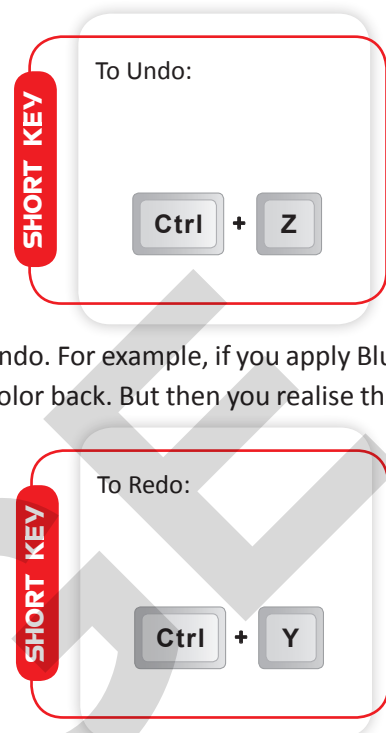 SHORT KEY
To Undo:
Ctrl + Z
ndo. For example, if you apply Blu
olor back. But then you realise th
SHORT KEY
To Redo:
Ctrl + Y